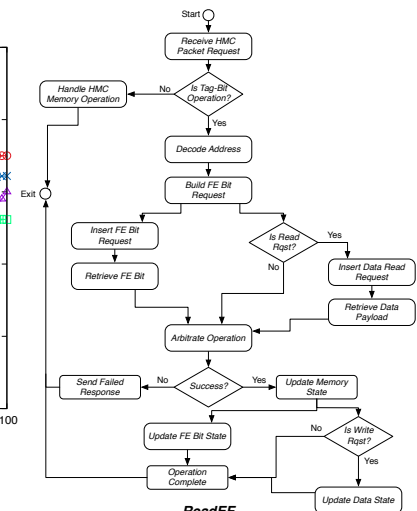 Start
Receive HMC
Packet Request
Is Tag-Bit
Operation?
No
Handle HMC
Memory Operation
Yes
Decode Address
Exit
Build FE Bit
Request
Insert FE Bit
Request
Is Read
Rqst?
Yes
Retrieve FE Bit
No
Insert Data Read
Request
Retrieve Data
Payload
Arbitrate Operation
Send Failed
Response
No
Success?
Yes
Update Memory
State
100
Update FE Bit State
No
Is Write
Rqst?
Yes
Operation
Complete
Update Data State
ReadFE